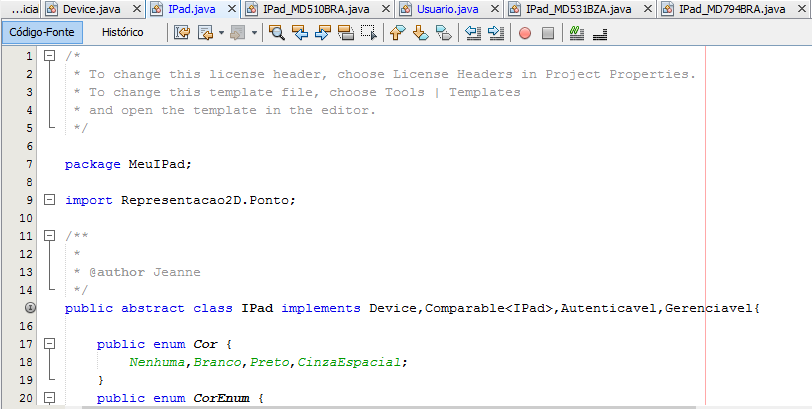 ...icial Device.java IPad.java IPad_MD510BRA.java Usuario.java IPad_MD531BZA.java IPad_MD794BRA.java
Código-Fonte Histórico
1 /*
2 * To change this license header, choose License Headers in Project Properties.
3 * To change this template file, choose Tools | Templates
4 * and open the template in the editor.
5 */
6
7 package MeuIPad;
8
9 import Representacao2D.Ponto;
10
11 /**
12 *
13 * @author Jeanne
14 */
public abstract class IPad implements Device,Comparable<IPad>,Autenticavel,Gerenciavel{
16
17 public enum Cor {
18 Nenhuma,Branco,Preto,CinzaEspacial;
19 }
20 public enum CorEnum {